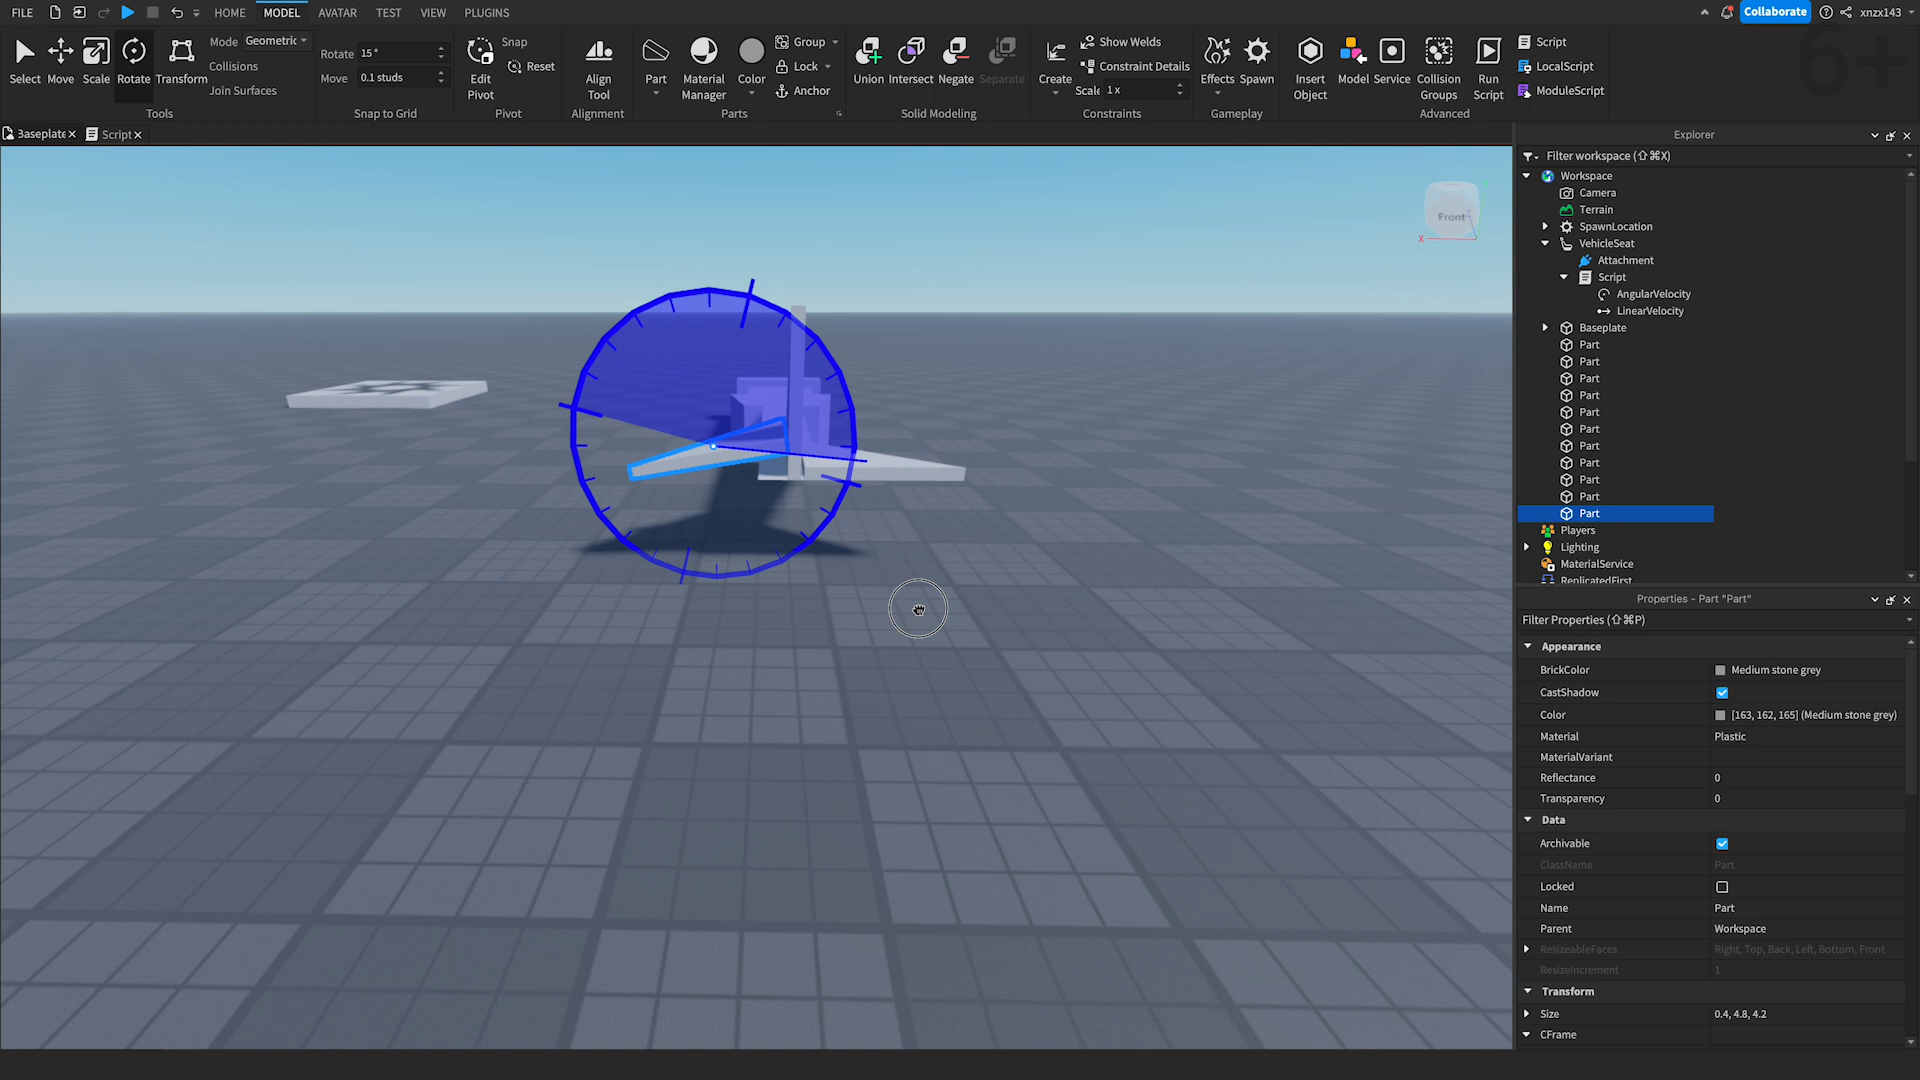 FILE HOME MODEL AVATAR TEST VIEW PLUGINS Collaborate xnzx143
6+
Select Move Scale Rotate Transform
Mode Geometric
Collisions
Join Surfaces
Tools
Rotate 15°
Move 0.1 studs
Snap to Grid
Edit Pivot
Snap
Reset
Pivot
Align Tool
Alignment
Part
Material Manager
Color
Group
Lock
Anchor
Parts
Union Intersect Negate Separate
Solid Modeling
Create
Show Welds
Constraint Details
Scale 1 x
Constraints
Effects Spawn
Gameplay
Insert Object
Model
Service
Collision Groups
Run Script
Script
LocalScript
ModuleScript
Advanced
Baseplate Script
Front
X
Explorer
Filter workspace (⇧⌘X)
Workspace
Camera
Terrain
SpawnLocation
VehicleSeat
Attachment
Script
AngularVelocity
LinearVelocity
Baseplate
Part
Part
Part
Part
Part
Part
Part
Part
Part
Part
Part
Players
Lighting
MaterialService
ReplicatedFirst
Properties - Part "Part"
Filter Properties (⇧⌘P)
Appearance
BrickColor Medium stone grey
CastShadow
Color [163, 162, 165] (Medium stone grey)
Material Plastic
MaterialVariant
Reflectance 0
Transparency 0
Data
Archivable
ClassName Part
Locked
Name Part
Parent Workspace
ResizeableFaces Right, Top, Back, Left, Bottom, Front
ResizeIncrement 1
Transform
Size 0.4, 4.8, 4.2
CFrame